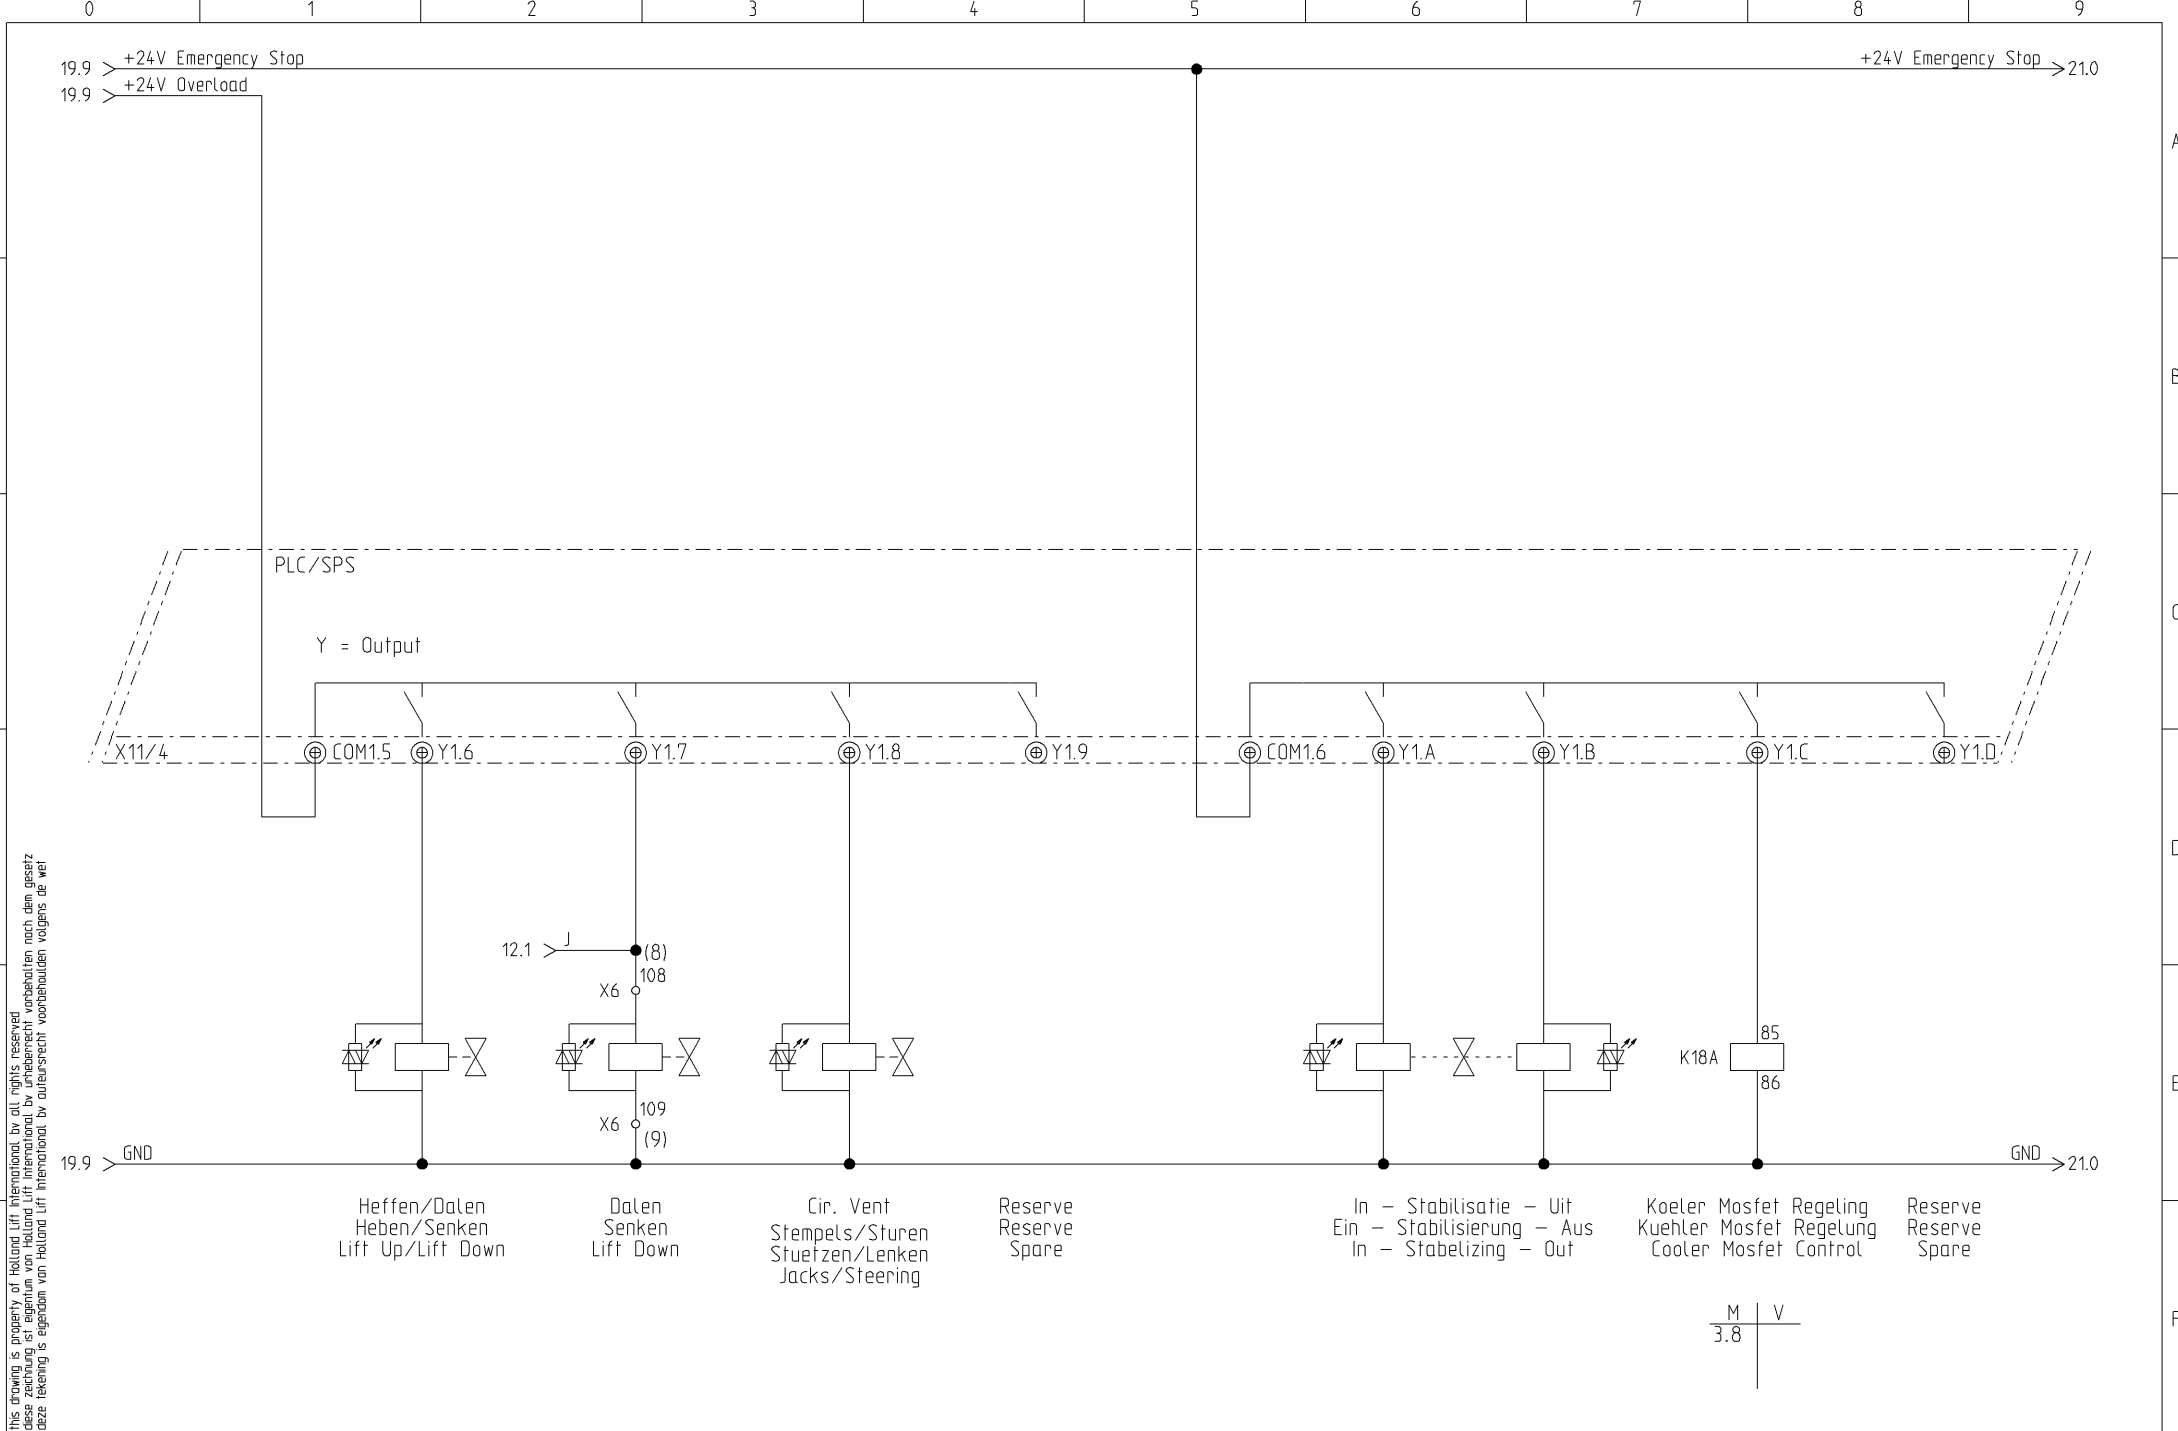 0 1 2 3 4 5 6 7 8 9
19.9 +24V Emergency Stop +24V Emergency Stop 21.0
19.9 +24V Overload
A
B
PLC/SPS
C
Y = Output
X11/4 COM1.5 Y1.6 Y1.7 Y1.8 Y1.9 COM1.6 Y1.A Y1.B Y1.C Y1.D
D
12.1 J (8)
108
X6
85
K18A
86
E
109
X6
(9)
19.9 GND GND 21.0
Heffen/Dalen
Heben/Senken
Lift Up/Lift Down
Dalen
Senken
Lift Down
Cir. Vent
Stempels/Sturen
Stuetzen/Lenken
Jacks/Steering
Reserve
Reserve
Spare
In – Stabilisatie – Uit
Ein – Stabilisierung – Aus
In – Stabelizing – Out
Koeler Mosfet Regeling
Kuehler Mosfet Regelung
Cooler Mosfet Control
Reserve
Reserve
Spare
M V
3.8
F
this drawing is property of Holland Lift International bv all rights reserved
diese zeichnung ist eigentum van Holland Lift International bv urheberrecht vorbehalten nach dem gesetz
deze tekening is eigendom van Holland Lift International bv auteursrecht voorbehoulden volgens de wet